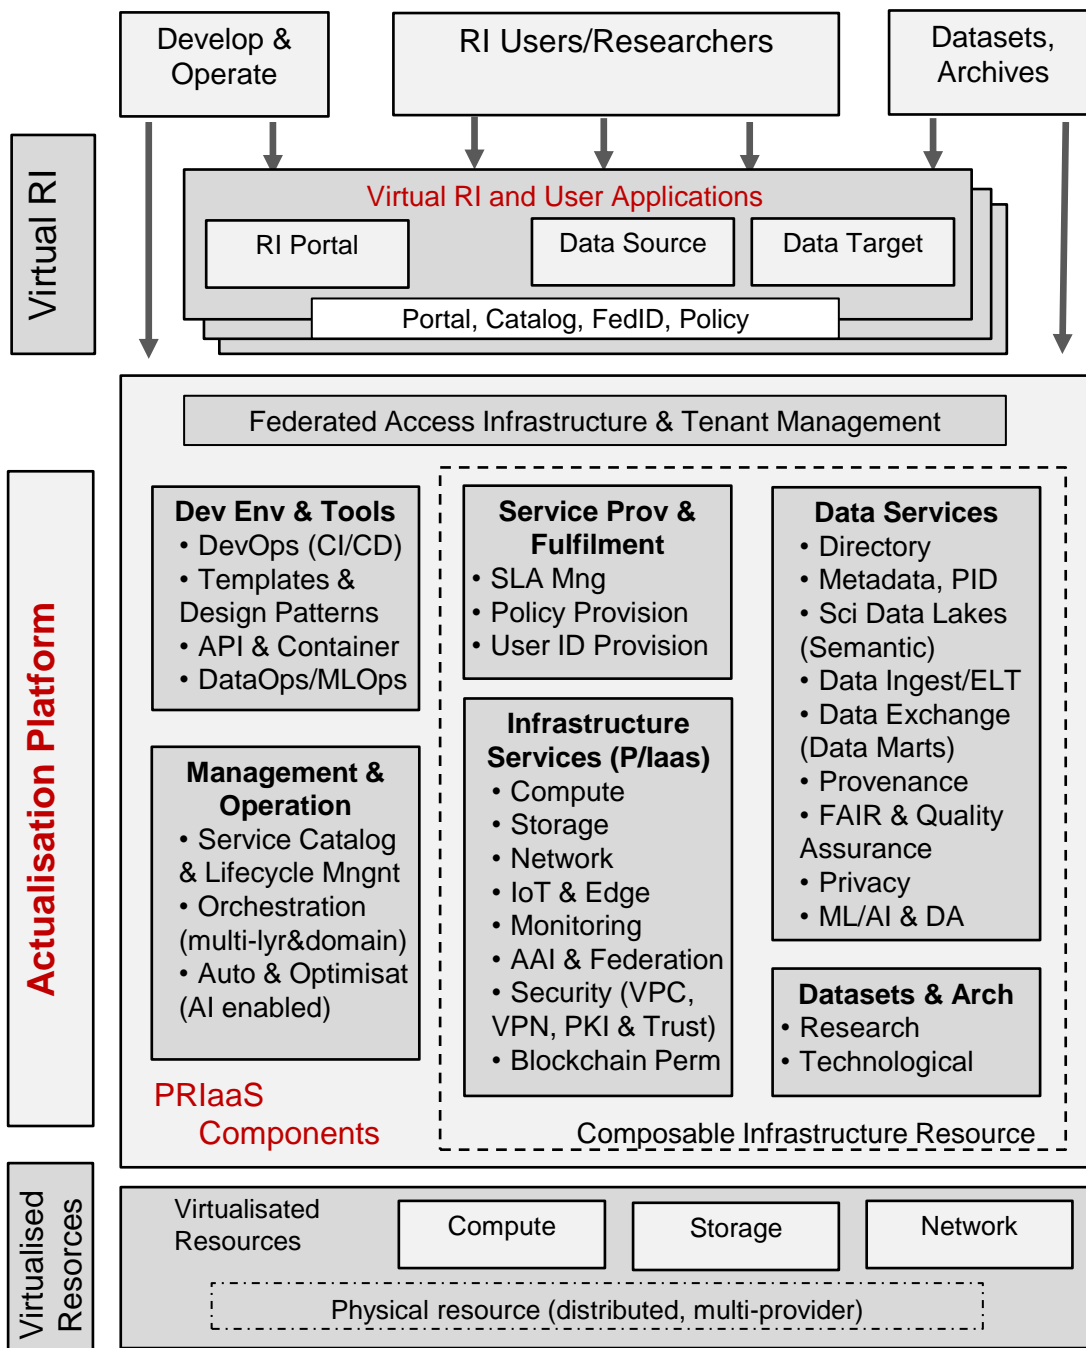 Develop &
Operate
RI Users/Researchers
Datasets,
Archives
Virtual RI
Virtual RI and User Applications
RI Portal
Data Source
Data Target
Portal, Catalog, FedID, Policy
Actualisation Platform
Federated Access Infrastructure & Tenant Management
Dev Env & Tools
• DevOps (CI/CD)
• Templates &
Design Patterns
• API & Container
• DataOps/MLOps
Management &
Operation
• Service Catalog
& Lifecycle Mngnt
• Orchestration
(multi-lyr&domain)
• Auto & Optimisat
(AI enabled)
PRIaaS
Components
Service Prov &
Fulfilment
• SLA Mng
• Policy Provision
• User ID Provision
Infrastructure
Services (P/Iaas)
• Compute
• Storage
• Network
• IoT & Edge
• Monitoring
• AAI & Federation
• Security (VPC,
VPN, PKI & Trust)
• Blockchain Perm
Data Services
• Directory
• Metadata, PID
• Sci Data Lakes
(Semantic)
• Data Ingest/ELT
• Data Exchange
(Data Marts)
• Provenance
• FAIR & Quality
Assurance
• Privacy
• ML/AI & DA
Datasets & Arch
• Research
• Technological
Composable Infrastructure Resource
Virtualised
Resorces
Virtualisated
Resources
Compute
Storage
Network
Physical resource (distributed, multi-provider)